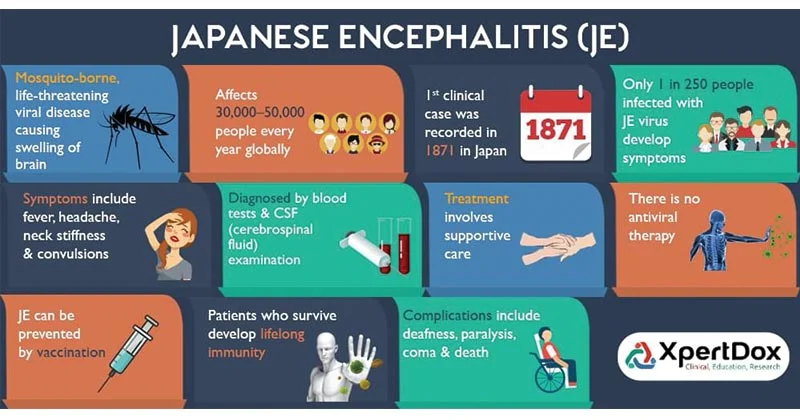 JAPANESE ENCEPHALITIS (JE)
Mosquito-borne,
life-threatening
viral disease
causing
swelling of
brain
Affects
30,000–50,000
people every
year globally
1st clinical
case was
recorded in
1871 in Japan
1871
Only 1 in 250 people
infected with
JE virus
develop
symptoms
Symptoms include
fever, headache,
neck stiffness
& convulsions
Diagnosed by blood
tests & CSF
(cerebrospinal
fluid)
examination
Treatment
involves
supportive
care
There is no
antiviral
therapy
JE can be
prevented
by vaccination
Patients who survive
develop lifelong
immunity
Complications include
deafness, paralysis,
coma & death
XpertDox
Clinical, Education, Research